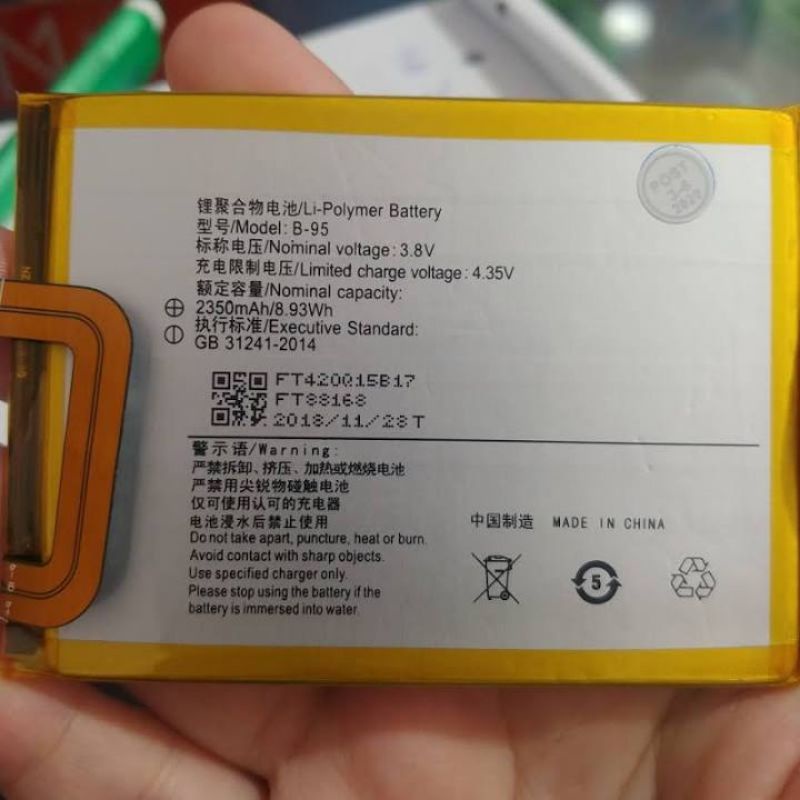 锂聚合物电池/Li-Polymer Battery
型号/Model: B-95
标称电压/Nominal voltage: 3.8V
充电限制电压/Limited charge voltage: 4.35V
额定容量/Nominal capacity:
2350mAh/8.93Wh
执行标准/Executive Standard:
GB 31241-2014
FT420Q15B17
FT88168
2018/11/28T
警示语/Warning:
严禁拆卸、挤压、加热或燃烧电池
严禁用尖锐物碰触电池
仅可使用认可的充电器
电池浸水后禁止使用
Do not take apart, puncture, heat or burn.
Avoid contact with sharp objects.
Use specified charger only.
Please stop using the battery if the
battery is immersed into water.
中国制造 MADE IN CHINA
5
2020